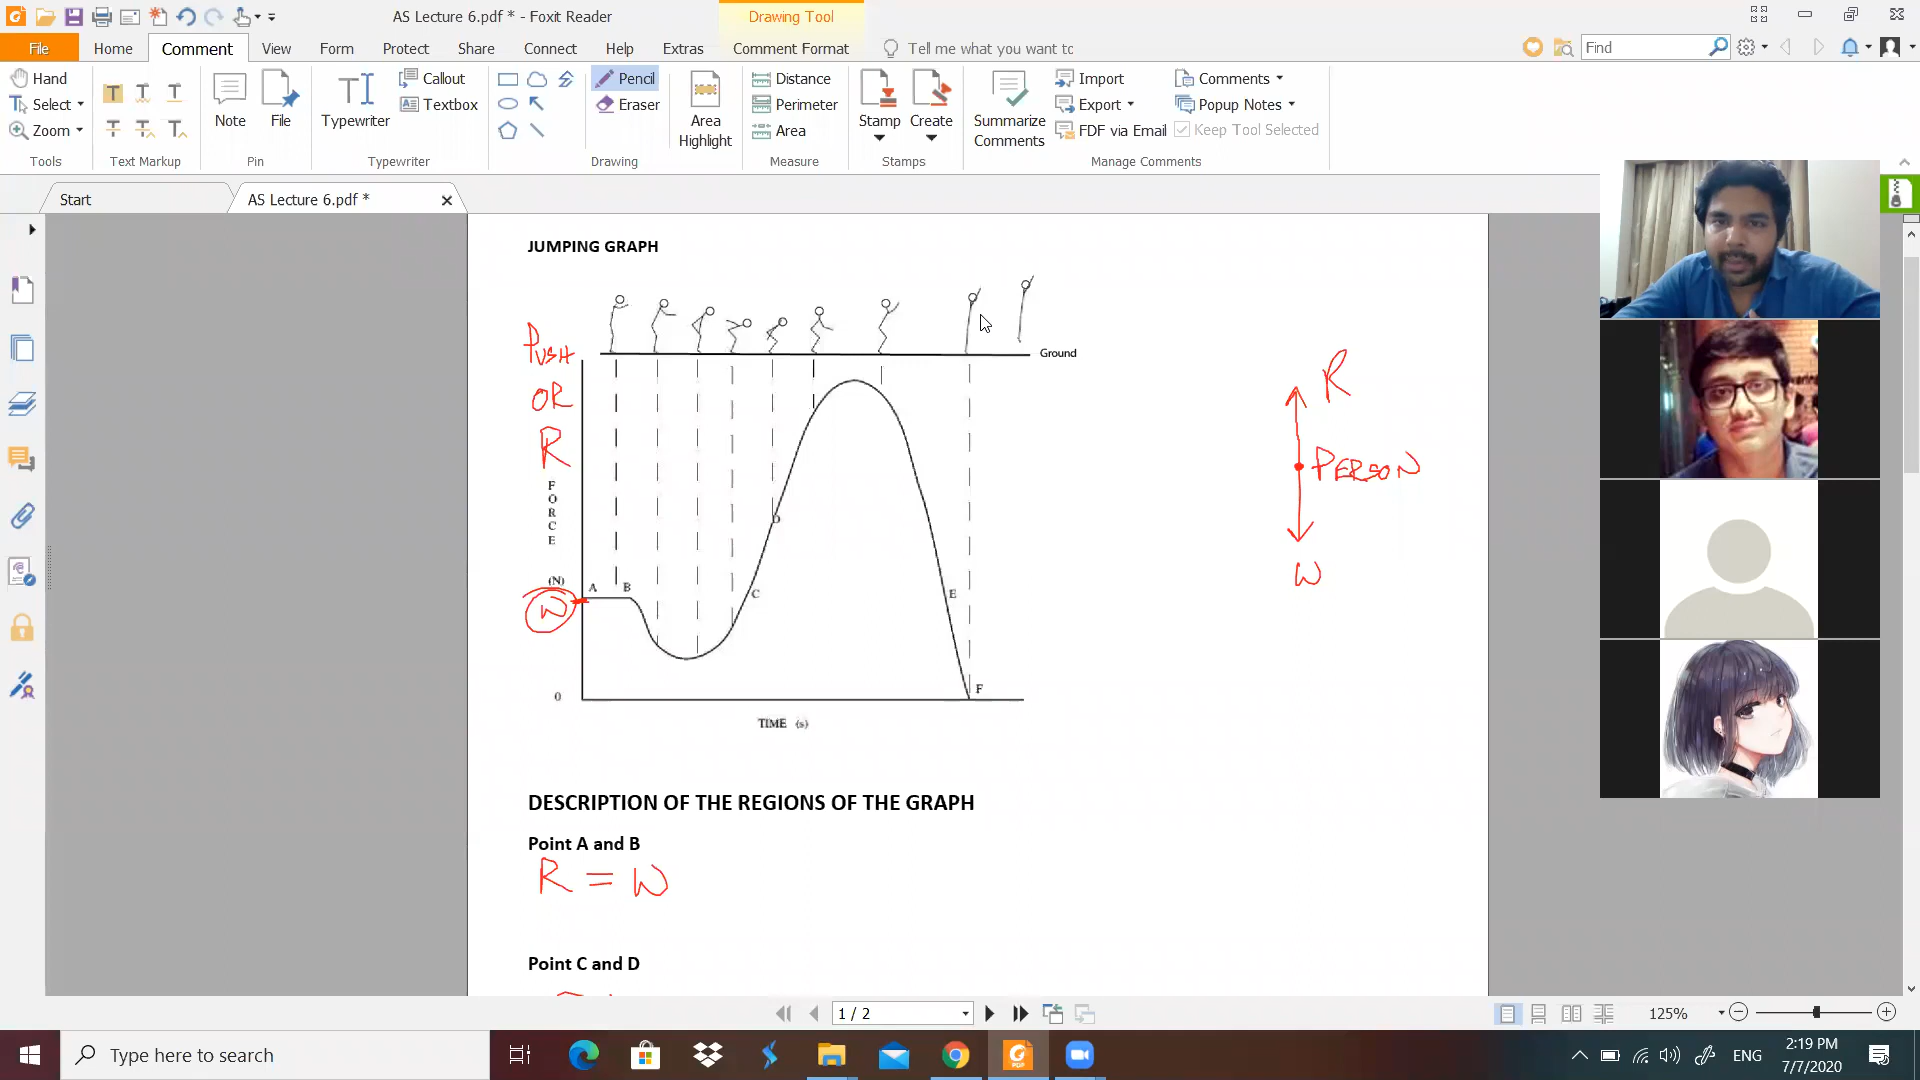 AS Lecture 6.pdf * - Foxit Reader
Drawing Tool
File
Home
Comment
View
Form
Protect
Share
Connect
Help
Extras
Comment Format
Tell me what you want to
Find
Hand
Select
Zoom
Tools
Text Markup
Note
File
Pin
Typewriter
Callout
Textbox
Typewriter
Pencil
Eraser
Drawing
Area
Highlight
Distance
Perimeter
Area
Measure
Stamp
Create
Stamps
Summarize
Comments
Import
Export
FDF via Email
Comments
Popup Notes
Keep Tool Selected
Manage Comments
Start
AS Lecture 6.pdf *
JUMPING GRAPH
Ground
PUSH
OR
R
F
O
R
C
E
(N)
W
0
A
B
C
D
E
F
TIME (s)
R
PERSON
W
DESCRIPTION OF THE REGIONS OF THE GRAPH
Point A and B
R = W
Point C and D
1 / 2
125%
Type here to search
PDF
ENG
2:19 PM
7/7/2020